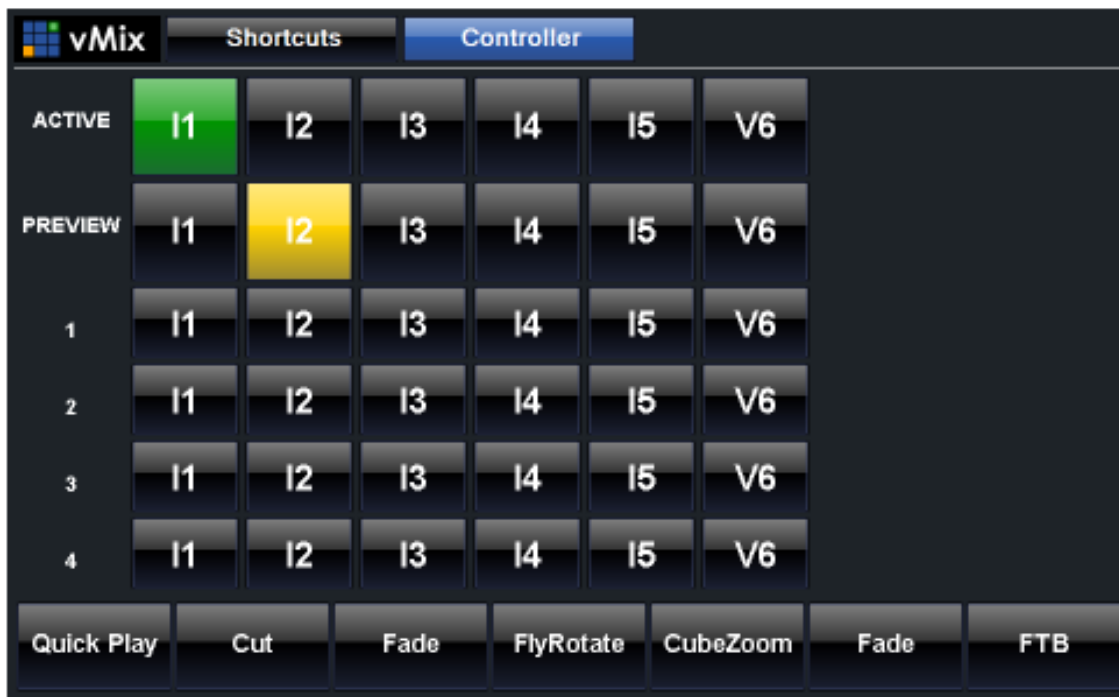 vMix Shortcuts Controller
ACTIVE I1 I2 I3 I4 I5 V6
PREVIEW I1 I2 I3 I4 I5 V6
1 I1 I2 I3 I4 I5 V6
2 I1 I2 I3 I4 I5 V6
3 I1 I2 I3 I4 I5 V6
4 I1 I2 I3 I4 I5 V6
Quick Play Cut Fade FlyRotate CubeZoom Fade FTB